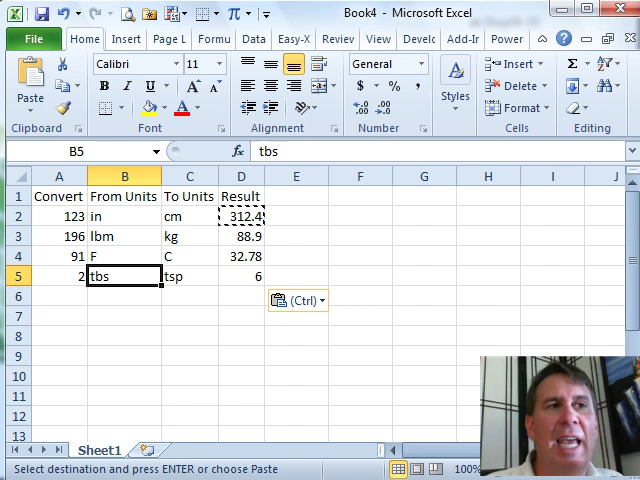 Book4 - Microsoft Excel
File Home Insert Page L Formu Data Easy-X Review View Develc Add-Ir Power
Calibri 11 General Insert
$ % , Delete
Paste B I U A A .00 .0 Styles Format
Clipboard Font Alignment Number Cells Editing
B5 fx tbs
A B C D E F G H I J
1 Convert From Units To Units Result
2 123 in cm 312.4
3 196 lbm kg 88.9
4 91 F C 32.78
5 2 tbs tsp 6
6 (Ctrl)
7
8
9
10
11
12
13
Sheet1
Select destination and press ENTER or choose Paste 100%